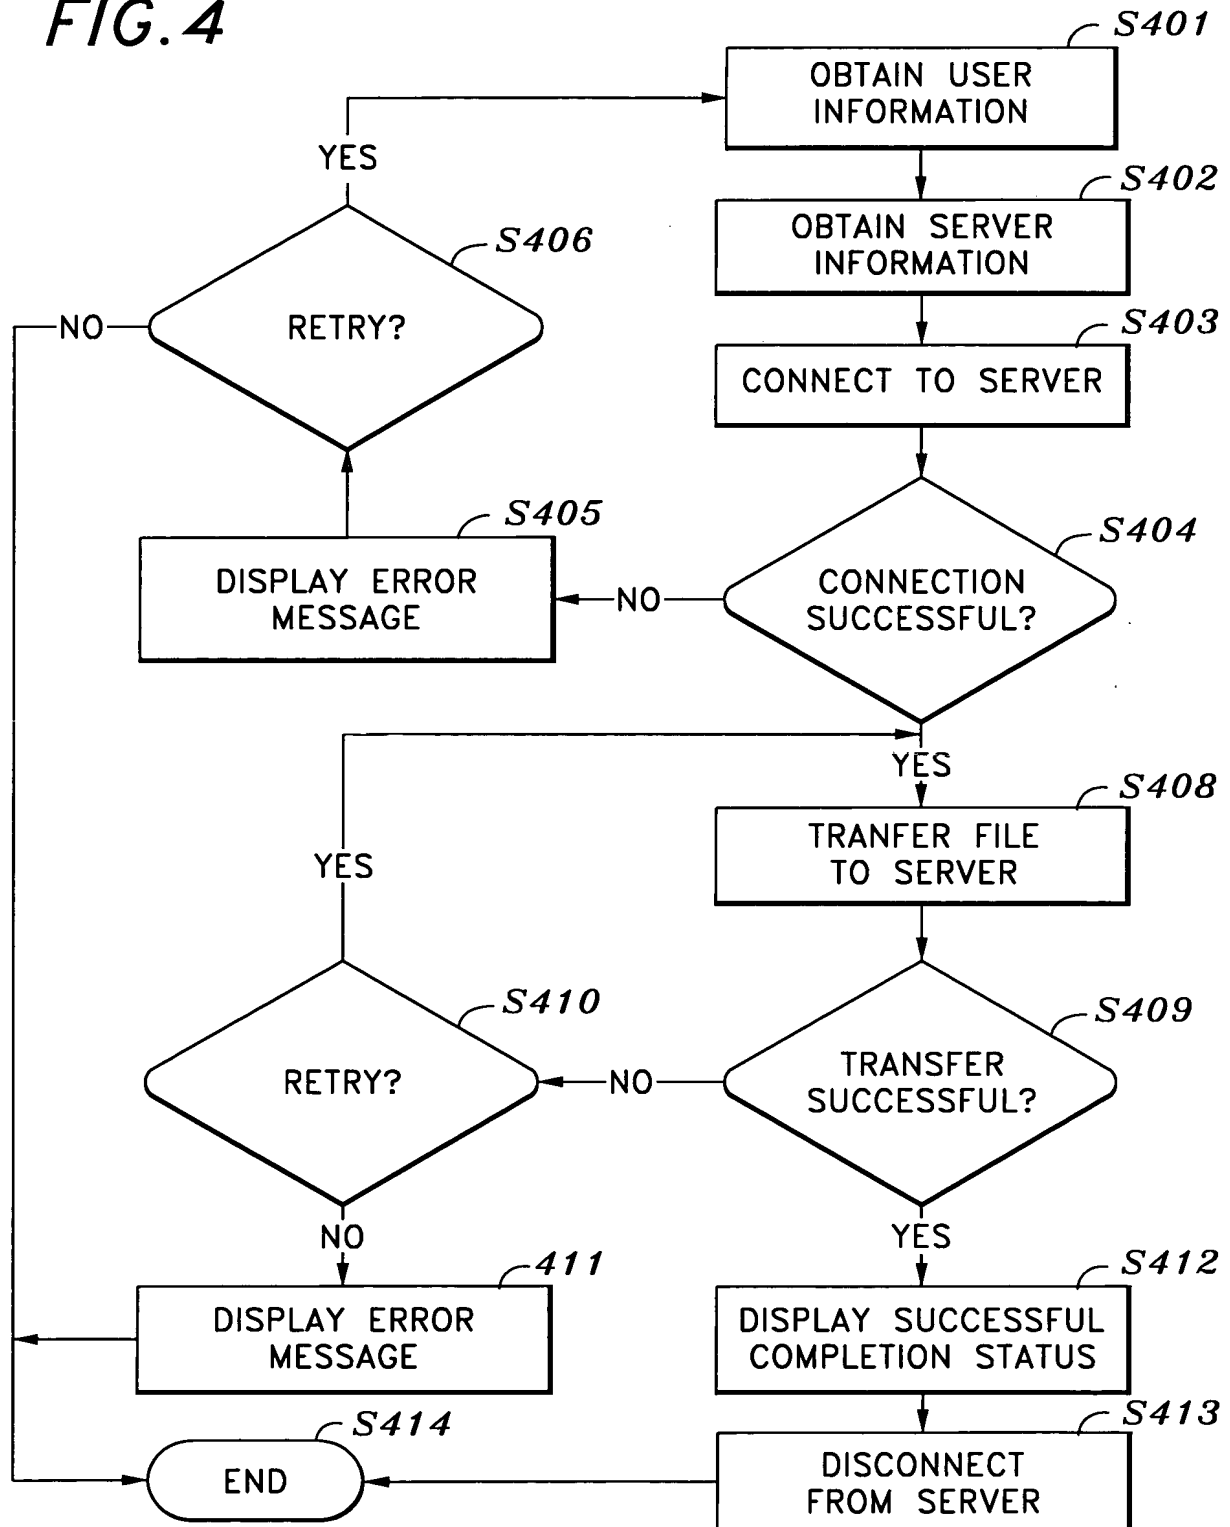 FIG. 4
S401
OBTAIN USER
INFORMATION
YES
S402
OBTAIN SERVER
INFORMATION
S406
RETRY?
NO
S403
CONNECT TO SERVER
S405
DISPLAY ERROR
MESSAGE
NO
S404
CONNECTION
SUCCESSFUL?
YES
S408
TRANFER FILE
TO SERVER
YES
S410
RETRY?
NO
S409
TRANSFER
SUCCESSFUL?
NO
YES
411
DISPLAY ERROR
MESSAGE
S412
DISPLAY SUCCESSFUL
COMPLETION STATUS
S414
END
S413
DISCONNECT
FROM SERVER